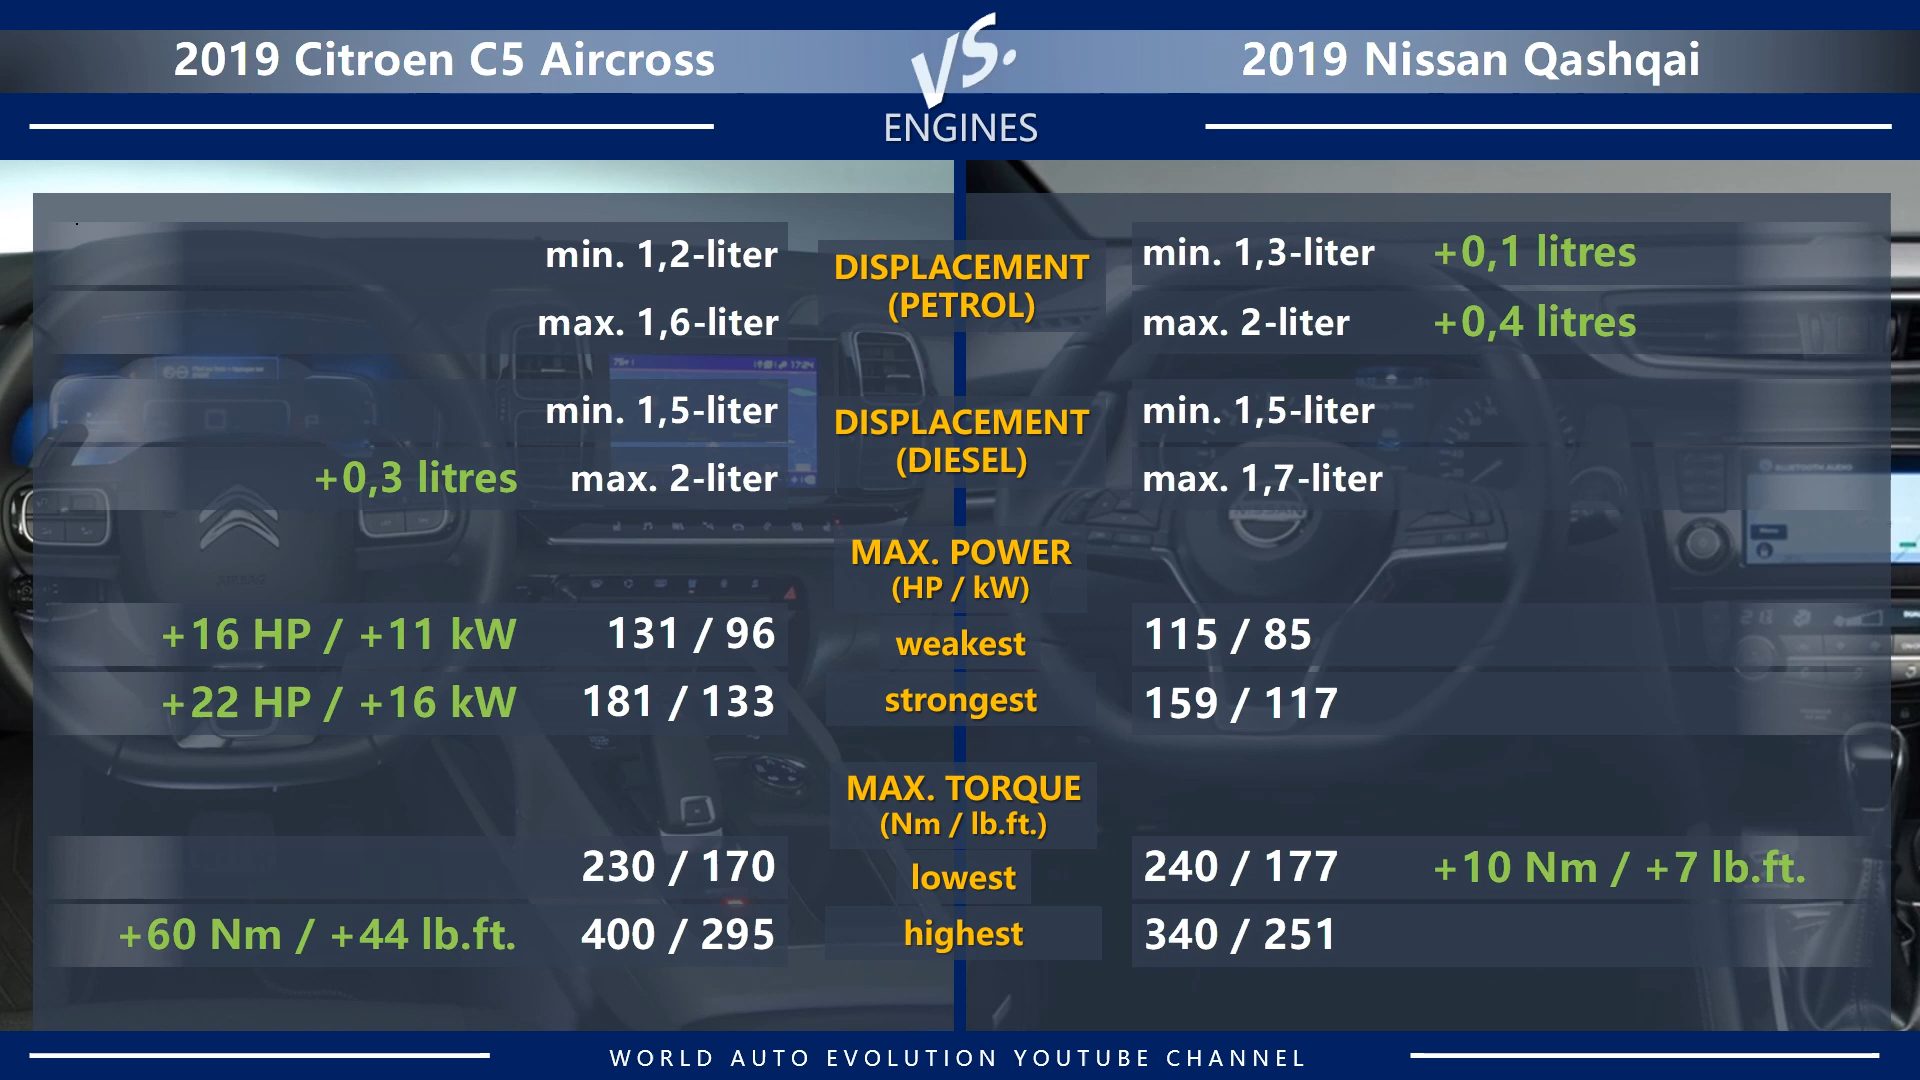 2019 Citroen C5 Aircross
VS.
2019 Nissan Qashqai
ENGINES
min. 1,2-liter
DISPLACEMENT
(PETROL)
min. 1,3-liter +0,1 litres
max. 1,6-liter
max. 2-liter +0,4 litres
min. 1,5-liter
DISPLACEMENT
(DIESEL)
min. 1,5-liter
+0,3 litres max. 2-liter
max. 1,7-liter
MAX. POWER
(HP / kW)
+16 HP / +11 kW 131 / 96
weakest
115 / 85
+22 HP / +16 kW 181 / 133
strongest
159 / 117
MAX. TORQUE
(Nm / lb.ft.)
230 / 170
lowest
240 / 177 +10 Nm / +7 lb.ft.
+60 Nm / +44 lb.ft. 400 / 295
highest
340 / 251
WORLD AUTO EVOLUTION YOUTUBE CHANNEL
NISSAN
BLUETOOTH AUDIO
17:24